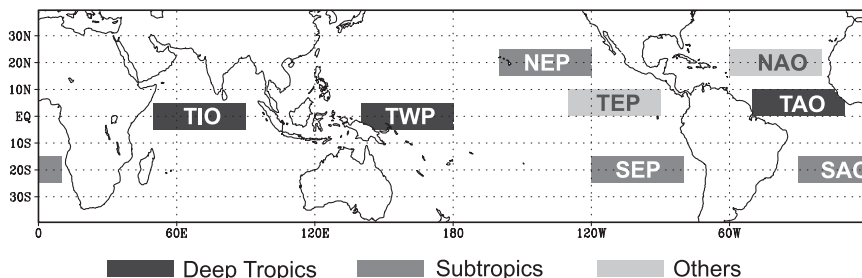 30N
20N NEP NAO
10N TEP
EQ TIO TWP TAO
10S
20S SEP SAO
30S
0 60E 120E 180 120W 60W
Deep Tropics Subtropics Others